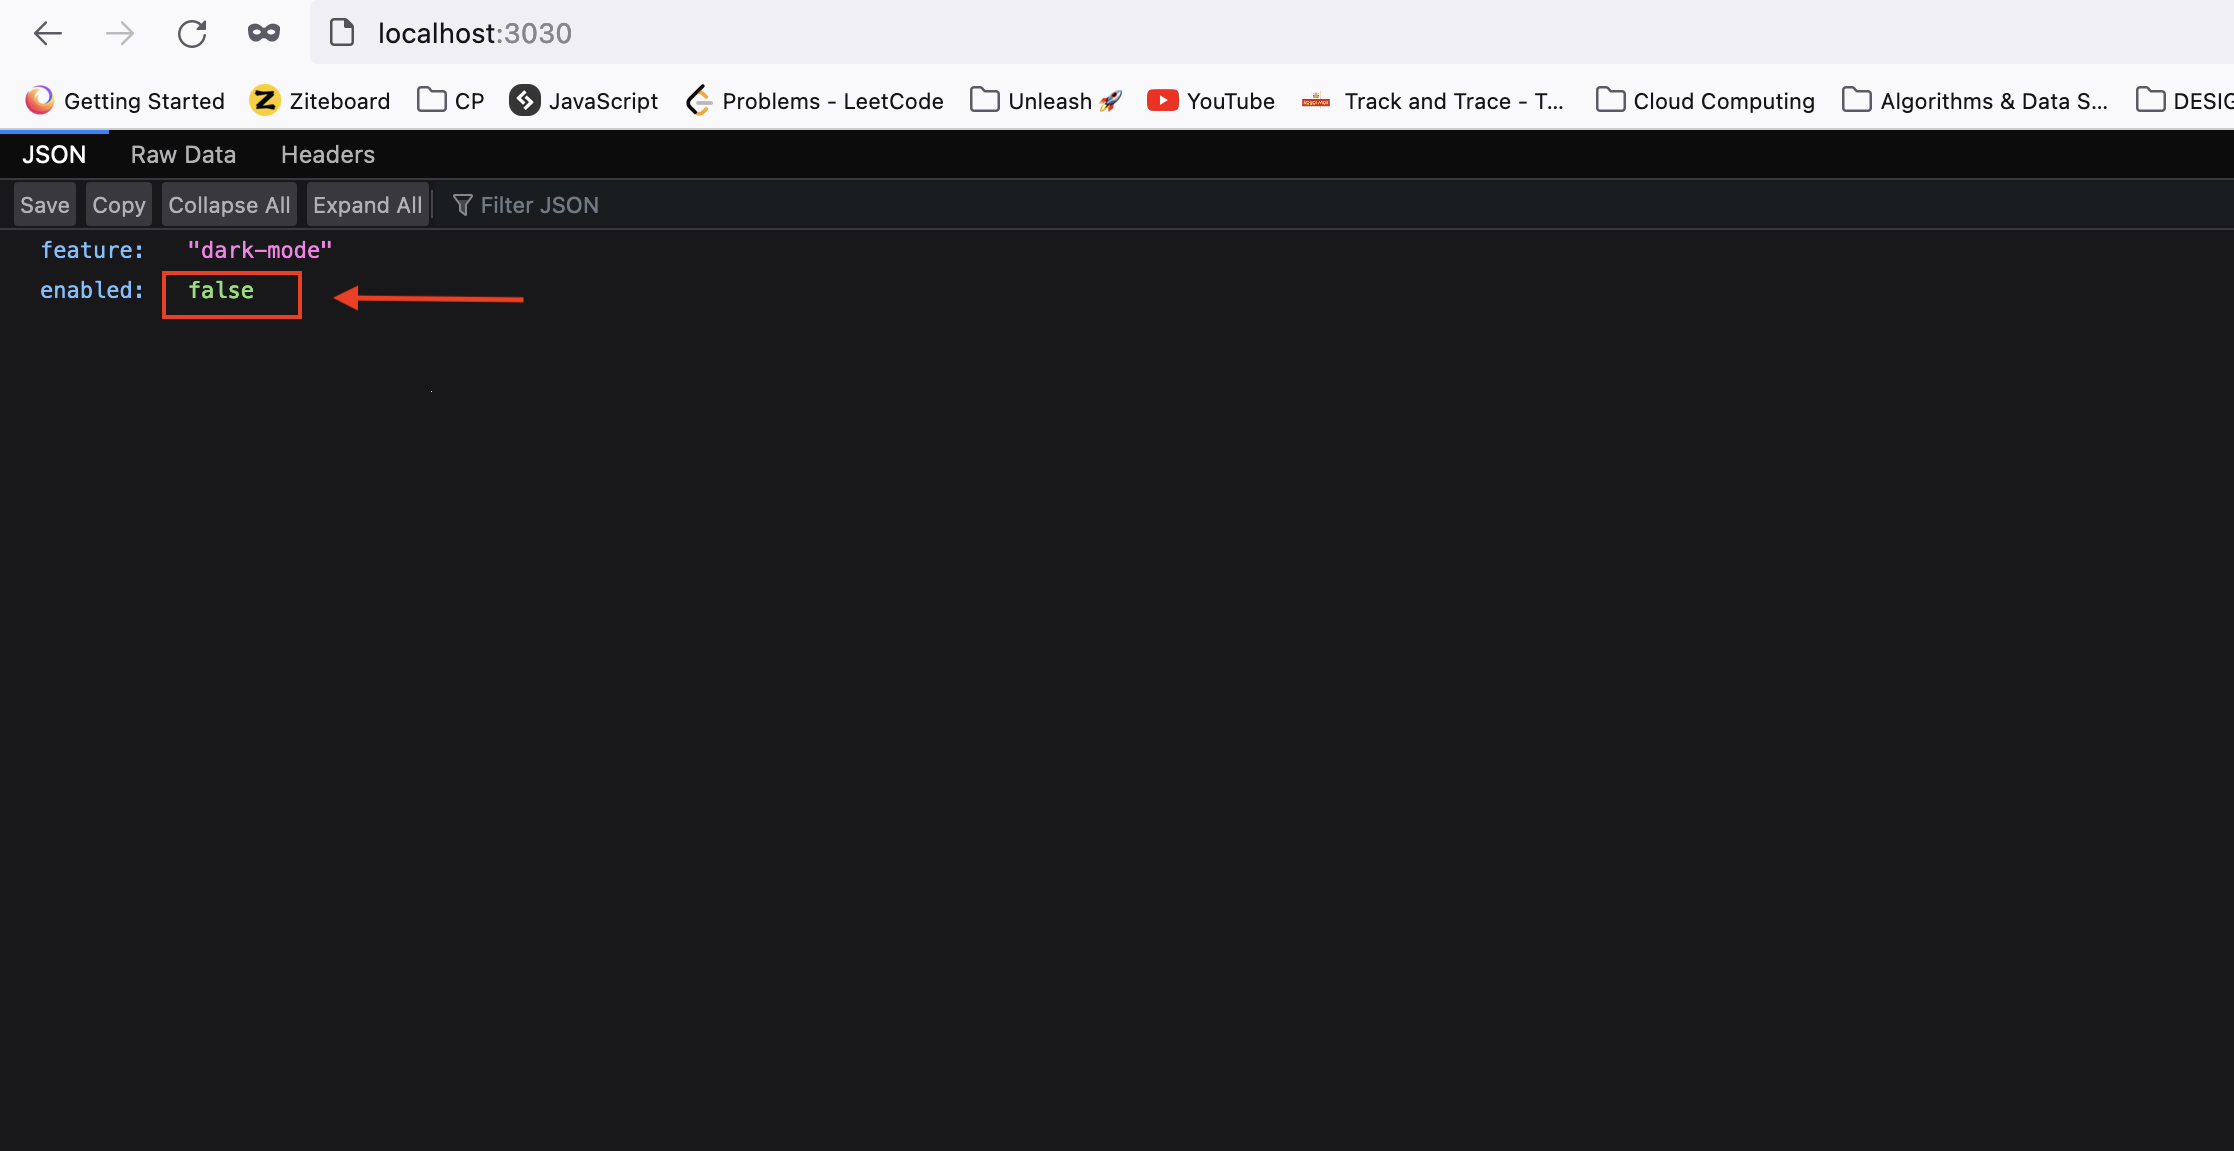 localhost:3030
Getting Started Ziteboard CP JavaScript Problems - LeetCode Unleash 🚀 YouTube Track and Trace - T... Cloud Computing Algorithms & Data S... DESIG
JSON Raw Data Headers
Save Copy Collapse All Expand All Filter JSON
feature: "dark-mode"
enabled: false